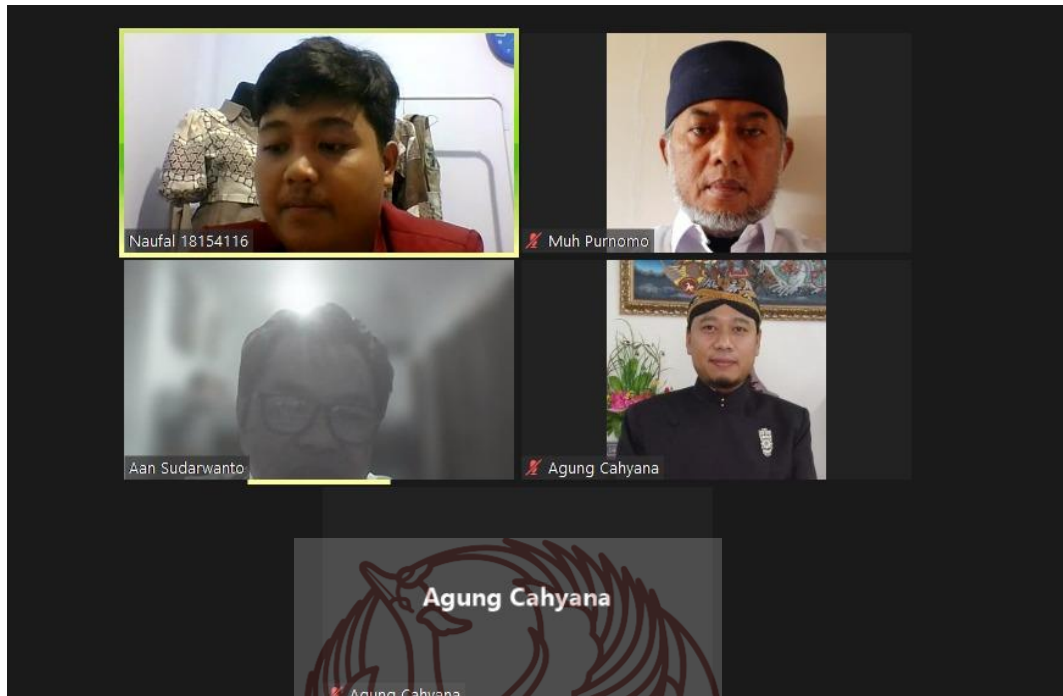 Naufal 18154116
Muh Purnomo
Aan Sudarwanto
Agung Cahyana
Agung Cahyana
Agung Cahyana